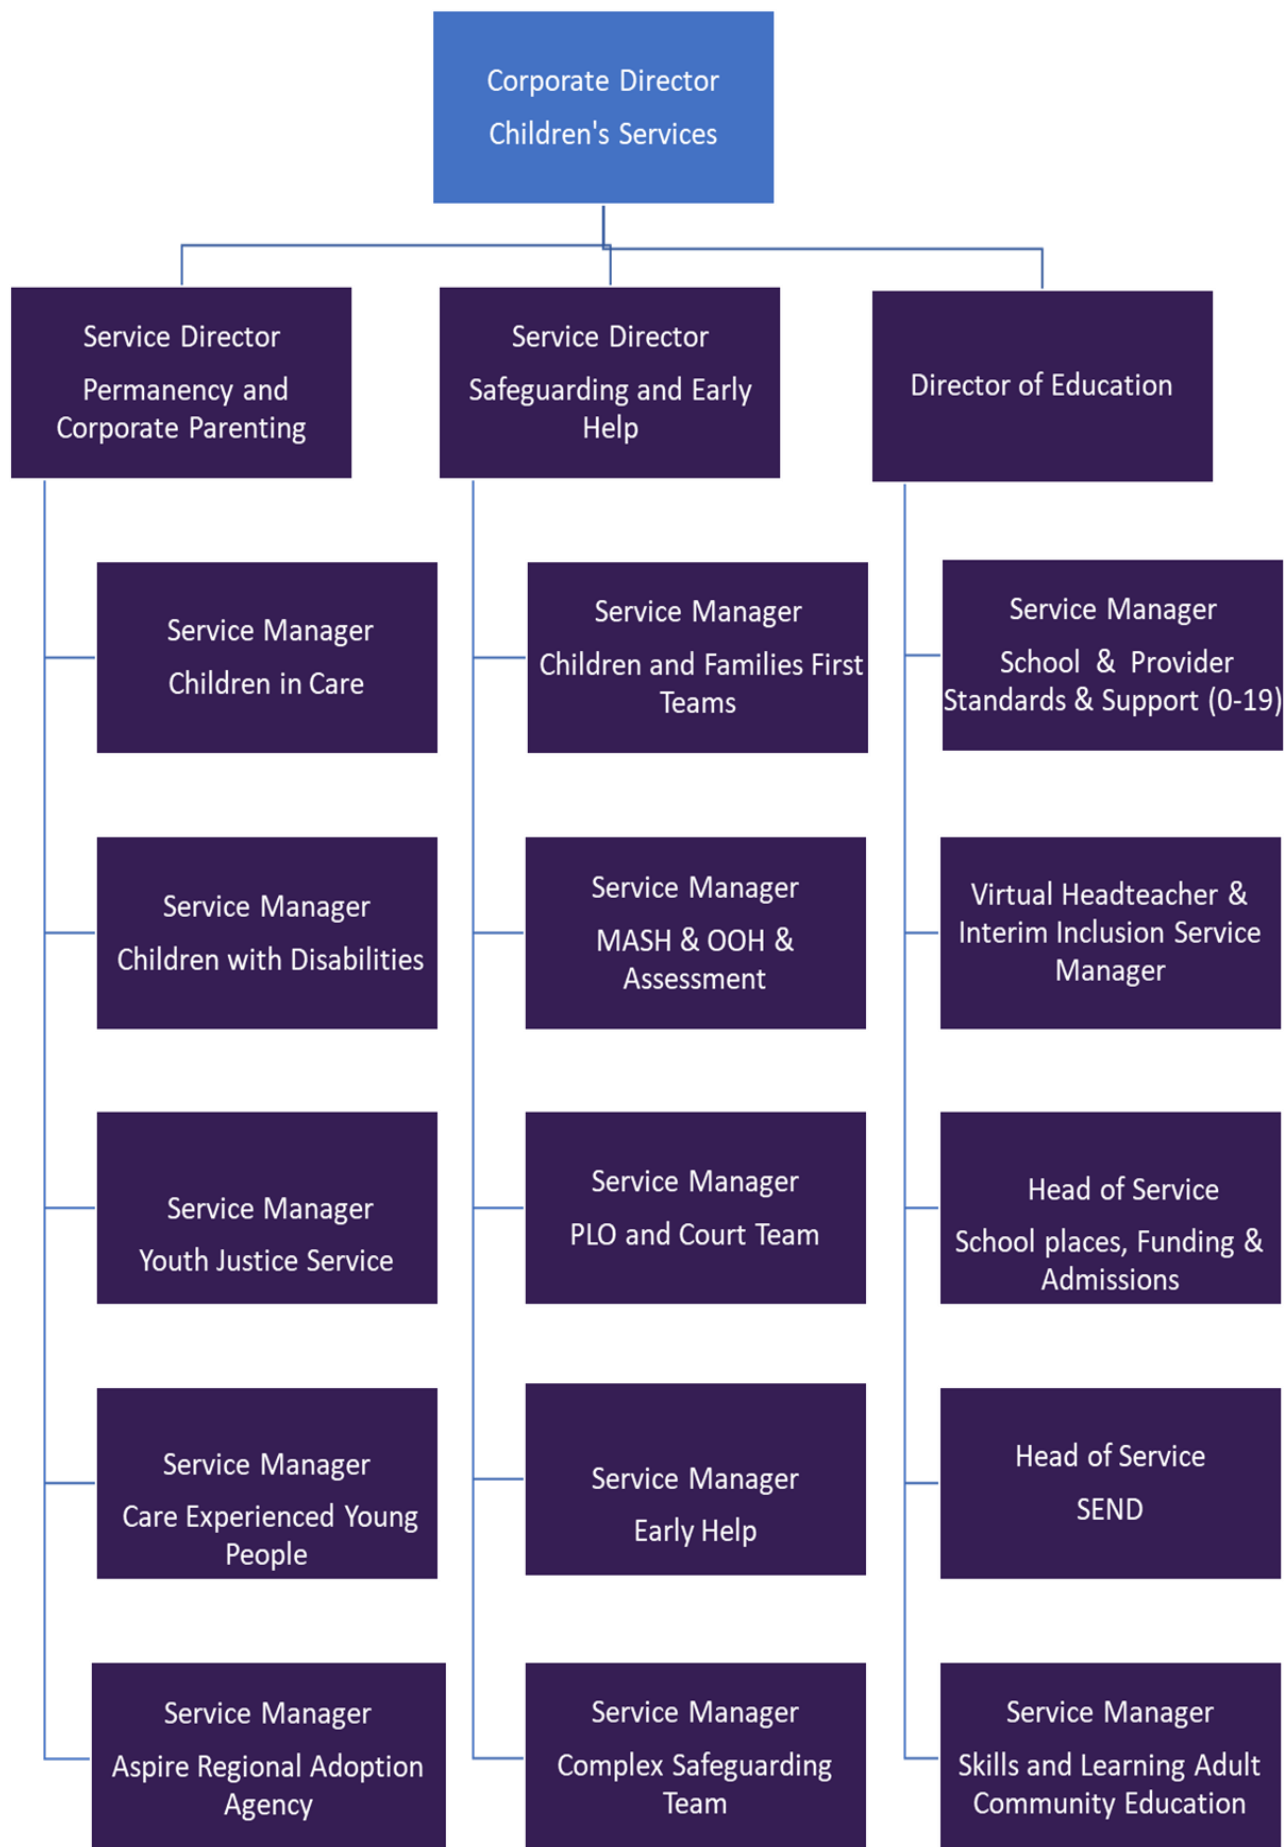 Corporate Director
Children's Services
Service Director
Permanency and
Corporate Parenting
Service Director
Safeguarding and Early
Help
Director of Education
Service Manager
Children in Care
Service Manager
Children and Families First
Teams
Service Manager
School & Provider
Standards & Support (0-19)
Service Manager
Children with Disabilities
Service Manager
MASH & OOH &
Assessment
Virtual Headteacher &
Interim Inclusion Service
Manager
Service Manager
Youth Justice Service
Service Manager
PLO and Court Team
Head of Service
School places, Funding &
Admissions
Service Manager
Care Experienced Young
People
Service Manager
Early Help
Head of Service
SEND
Service Manager
Aspire Regional Adoption
Agency
Service Manager
Complex Safeguarding
Team
Service Manager
Skills and Learning Adult
Community Education